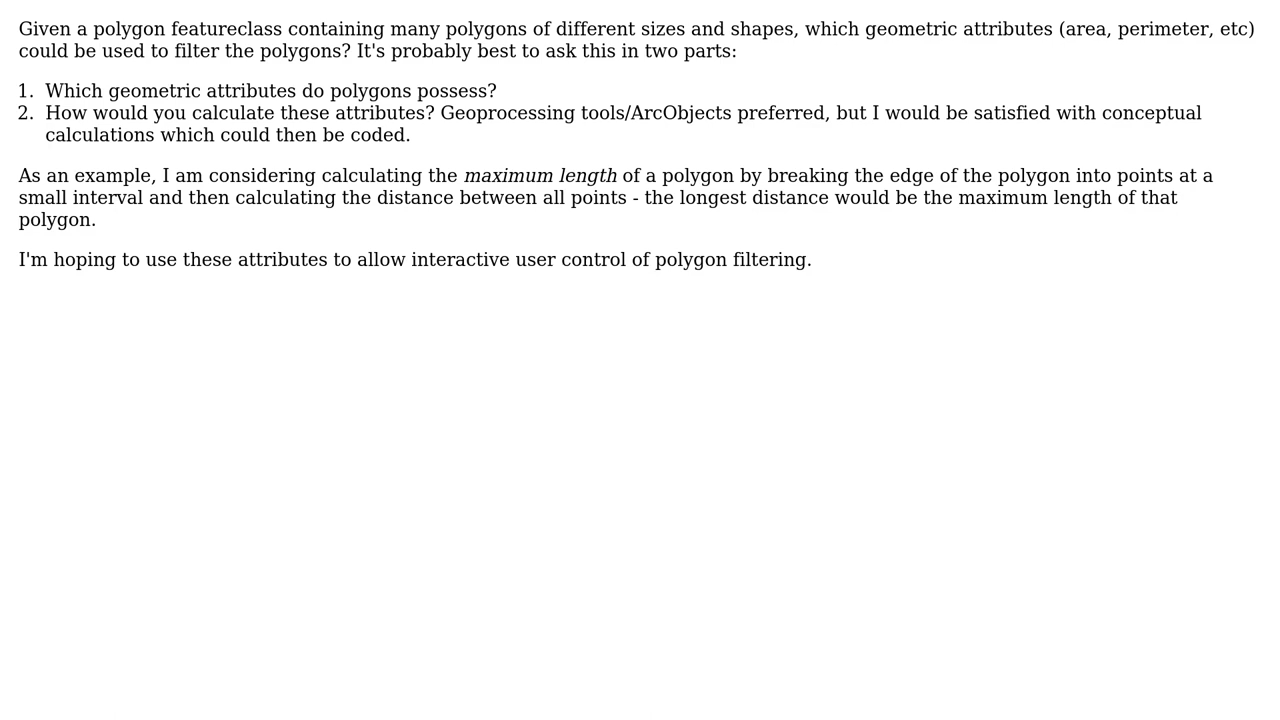 Given a polygon featureclass containing many polygons of different sizes and shapes, which geometric attributes (area, perimeter, etc)
could be used to filter the polygons? It's probably best to ask this in two parts:
1. Which geometric attributes do polygons possess?
2. How would you calculate these attributes? Geoprocessing tools/ArcObjects preferred, but I would be satisfied with conceptual
calculations which could then be coded.
As an example, I am considering calculating the maximum length of a polygon by breaking the edge of the polygon into points at a
small interval and then calculating the distance between all points - the longest distance would be the maximum length of that
polygon.
I'm hoping to use these attributes to allow interactive user control of polygon filtering.